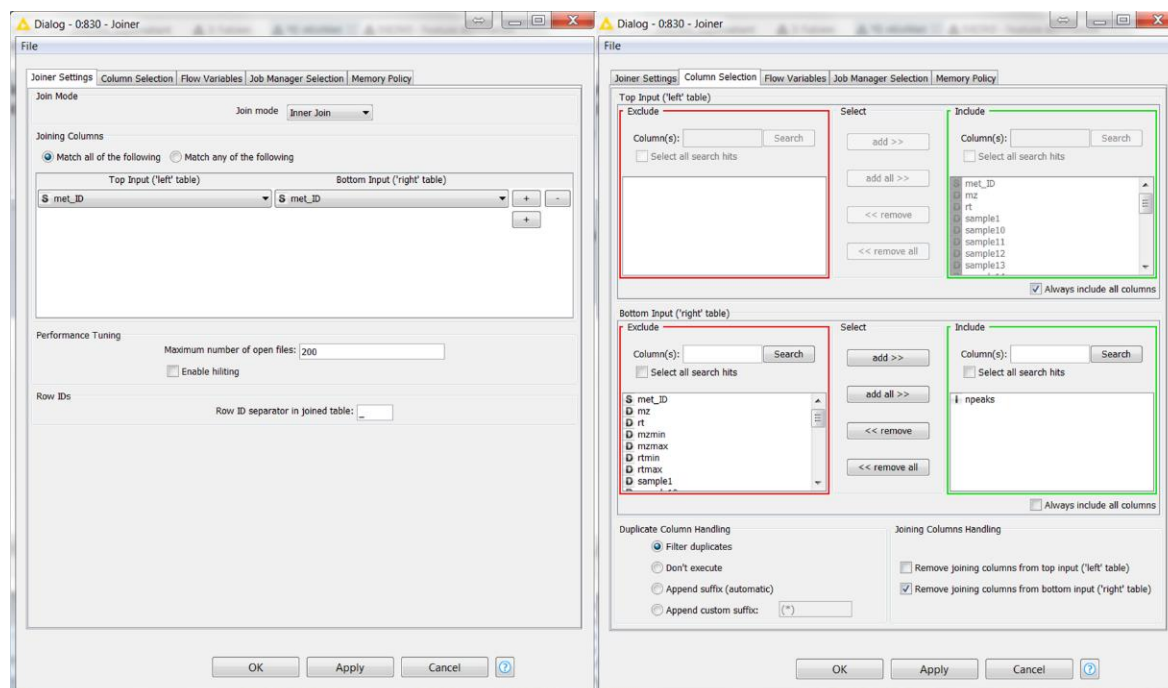 Dialog - 0:830 - Joiner
File
Joiner Settings Column Selection Flow Variables Job Manager Selection Memory Policy
Join Mode
Join mode Inner Join
Joining Columns
Match all of the following Match any of the following
Top Input ('left' table) Bottom Input ('right' table)
S met_ID S met_ID + -
+
Performance Tuning
Maximum number of open files: 200
Enable hiliting
Row IDs
Row ID separator in joined table: _
OK Apply Cancel ?
Dialog - 0:830 - Joiner
File
Joiner Settings Column Selection Flow Variables Job Manager Selection Memory Policy
Top Input ('left' table)
Exclude Select Include
Column(s): Search add >> Column(s): Search
Select all search hits Select all search hits
add all >>
<< remove
<< remove all
S met_ID
D mz
D rt
D sample1
D sample10
D sample11
D sample12
D sample13
Always include all columns
Bottom Input ('right' table)
Exclude Select Include
Column(s): Search add >> Column(s): Search
Select all search hits Select all search hits
add all >>
<< remove
<< remove all
S met_ID
D mz
D rt
D mzmin
D mzmax
D rtmin
D rtmax
D sample1
I npeaks
Always include all columns
Duplicate Column Handling Joining Columns Handling
Filter duplicates
Don't execute Remove joining columns from top input ('left' table)
Append suffix (automatic) Remove joining columns from bottom input ('right' table)
Append custom suffix: (*)
OK Apply Cancel ?